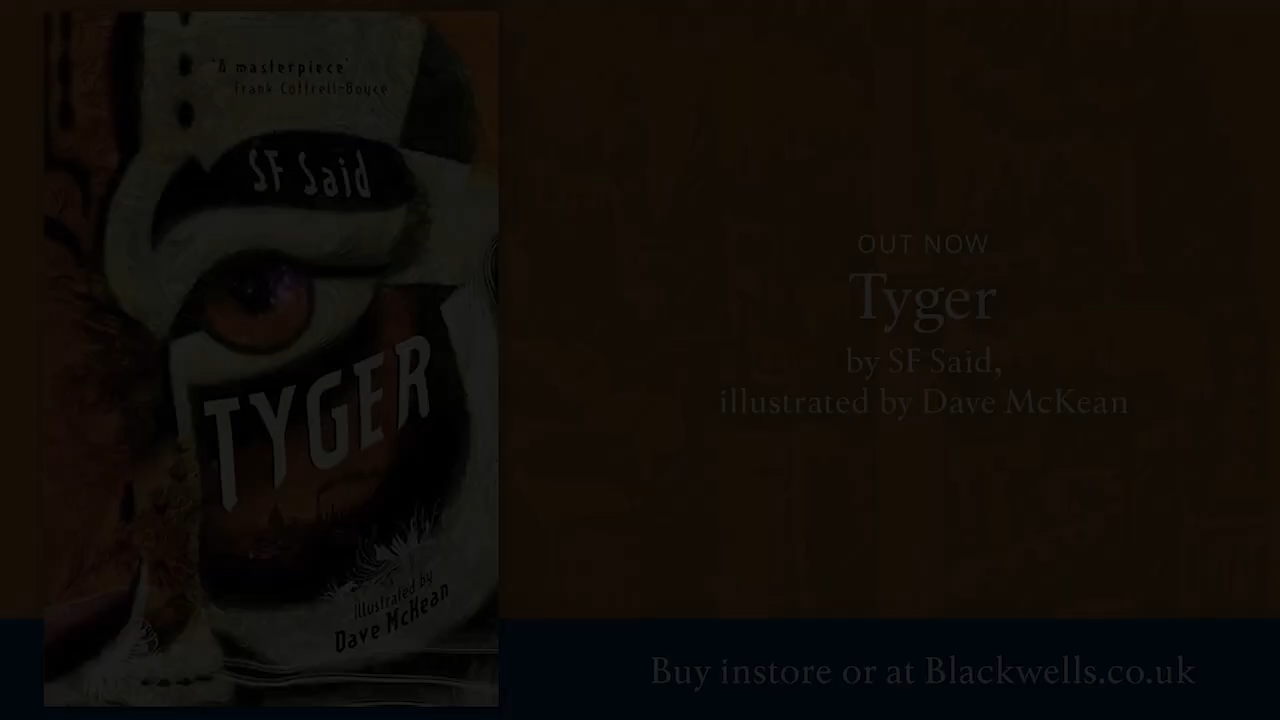 'A masterpiece'
Frank Cottrell-Boyce
SF Said
TYGER
Illustrated by
Dave McKean
OUT NOW
Tyger
by SF Said,
illustrated by Dave McKean
Buy instore or at Blackwells.co.uk